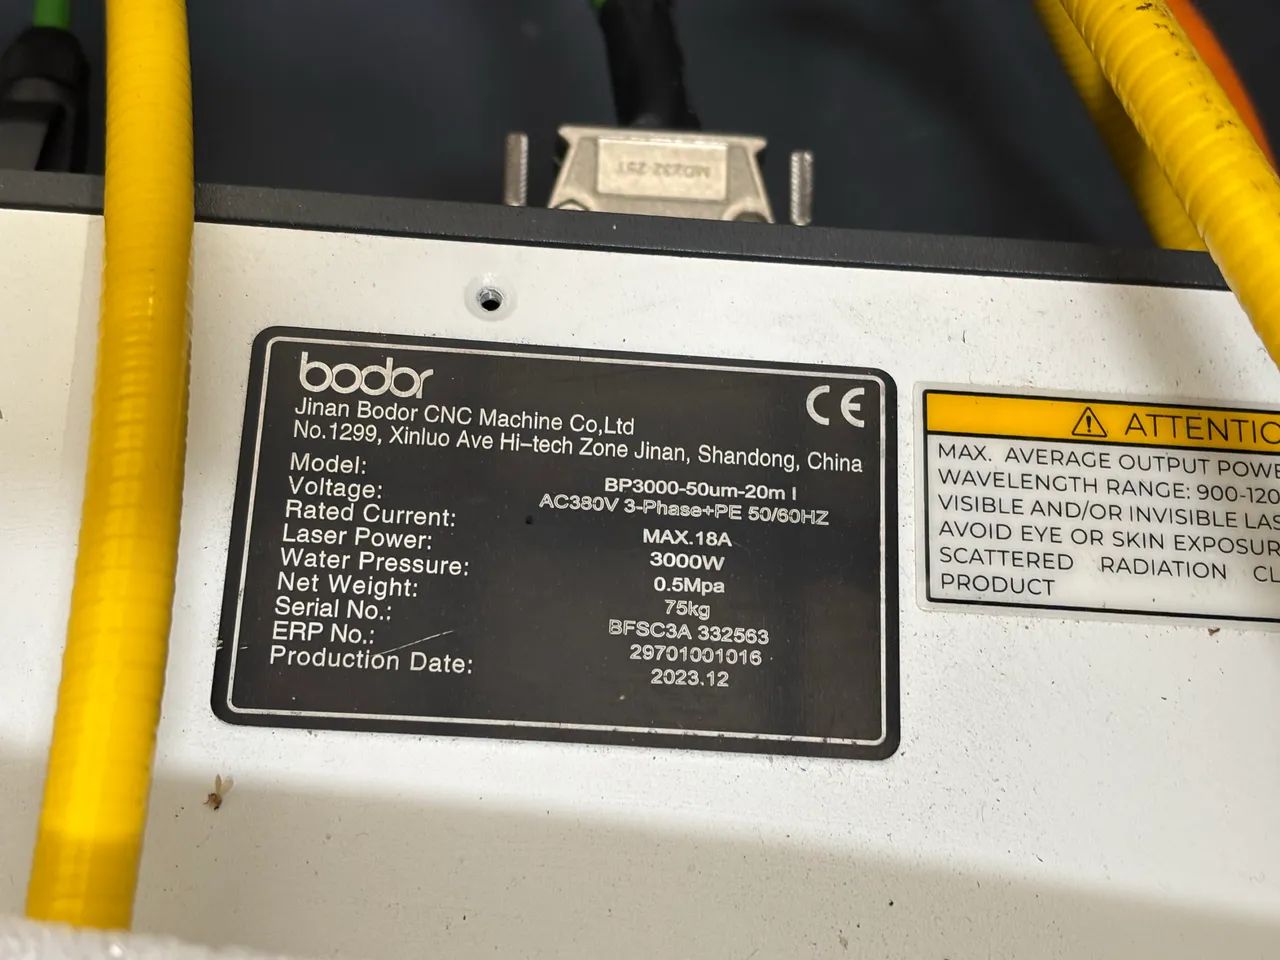 MD232-25T
bodor
CE
Jinan Bodor CNC Machine Co,Ltd
No.1299, Xinluo Ave Hi-tech Zone Jinan, Shandong, China
Model: BP3000-50um-20m I
Voltage: AC380V 3-Phase+PE 50/60HZ
Rated Current: MAX.18A
Laser Power: 3000W
Water Pressure: 0.5Mpa
Net Weight: 75kg
Serial No.: BFSC3A 332563
ERP No.: 29701001016
Production Date: 2023.12
ATTENTIO
MAX. AVERAGE OUTPUT POWE
WAVELENGTH RANGE: 900-120
VISIBLE AND/OR INVISIBLE LAS
AVOID EYE OR SKIN EXPOSUR
SCATTERED RADIATION CL
PRODUCT